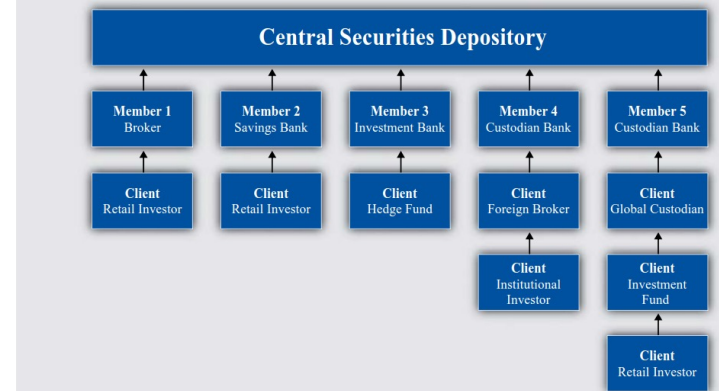 Central Securities Depository
Member 1
Broker
Member 2
Savings Bank
Member 3
Investment Bank
Member 4
Custodian Bank
Member 5
Custodian Bank
Client
Retail Investor
Client
Retail Investor
Client
Hedge Fund
Client
Foreign Broker
Client
Global Custodian
Client
Institutional
Investor
Client
Investment
Fund
Client
Retail Investor